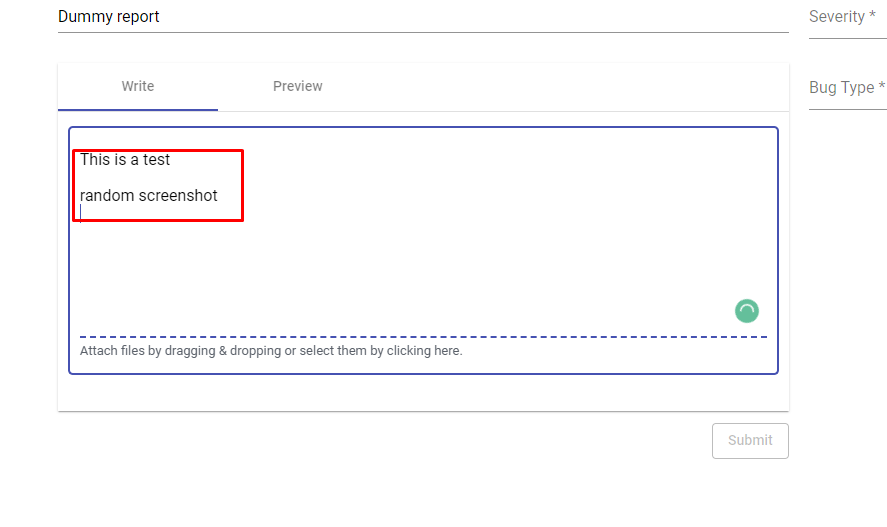 Dummy report
Severity *
Write
Preview
Bug Type *
This is a test
random screenshot
Attach files by dragging & dropping or select them by clicking here.
Submit